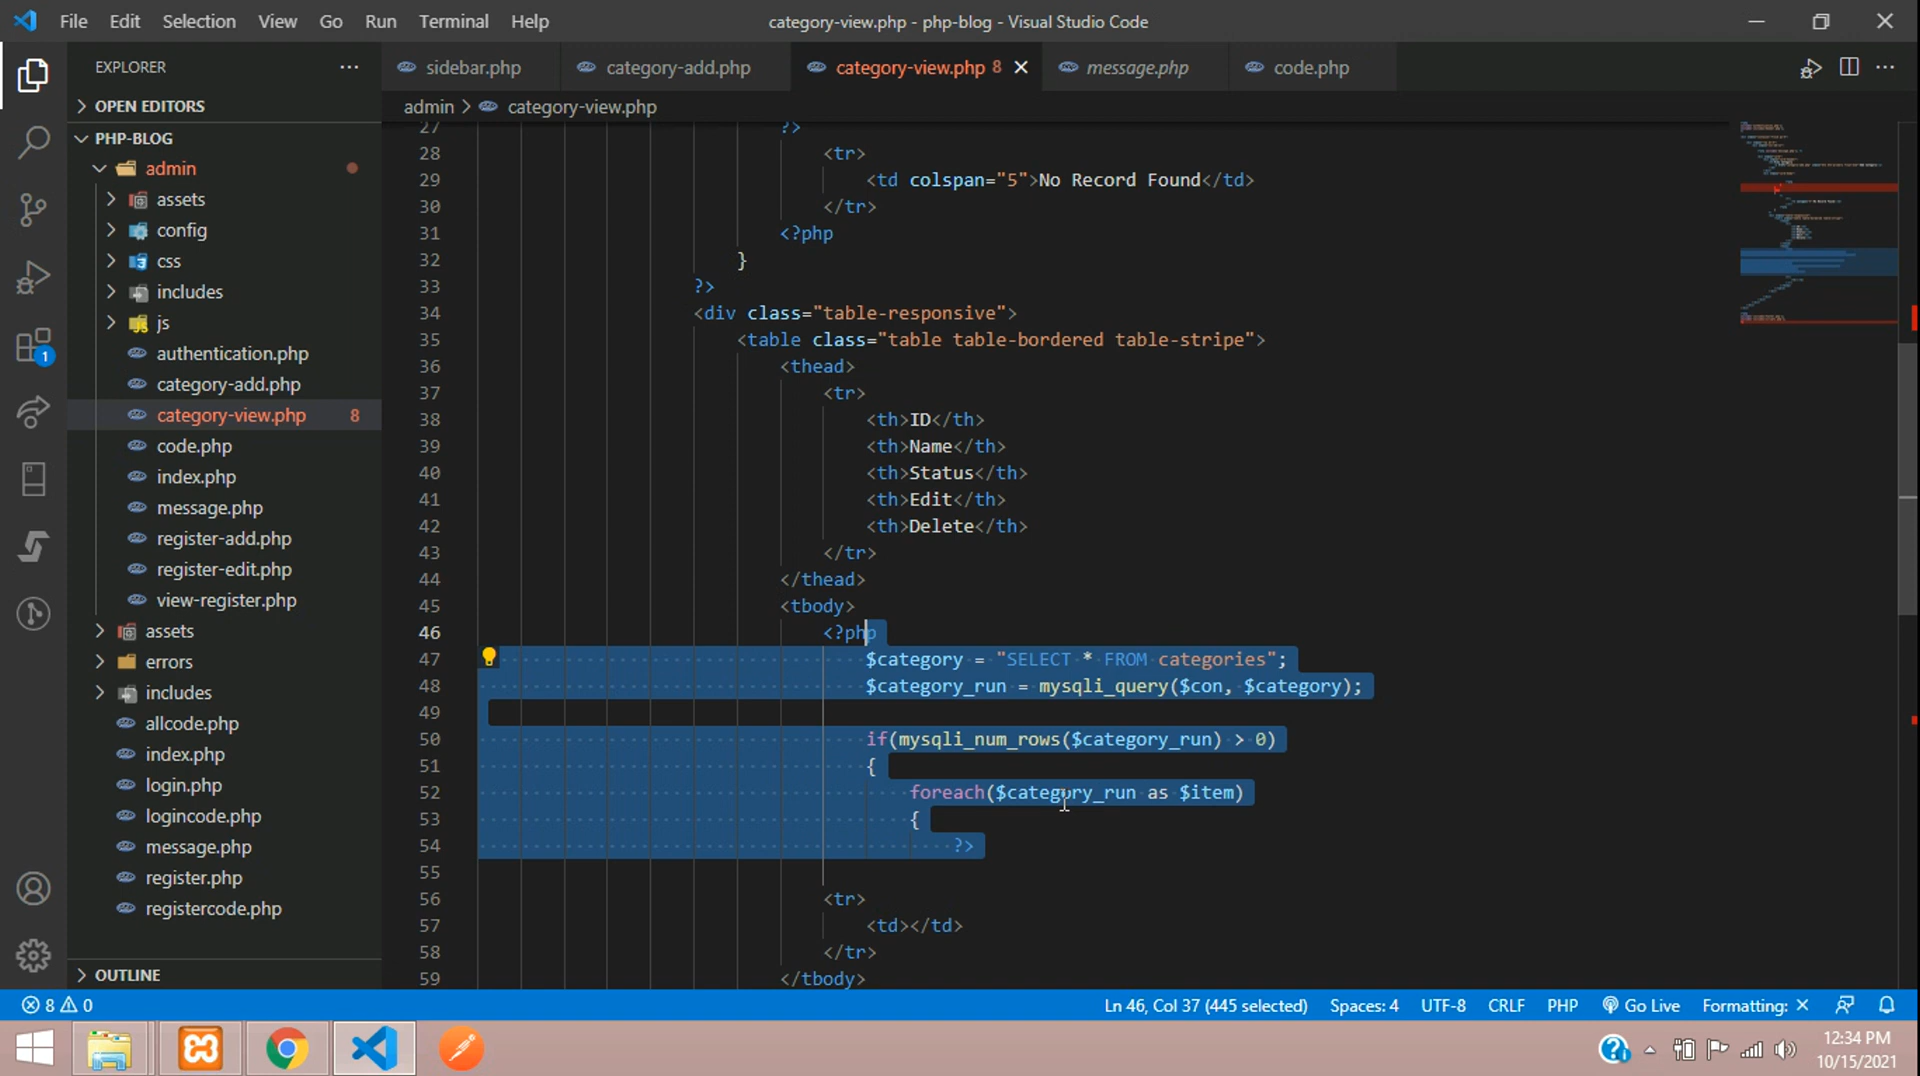 File Edit Selection View Go Run Terminal Help
category-view.php - php-blog - Visual Studio Code
EXPLORER
sidebar.php
category-add.php
category-view.php 8
message.php
code.php
OPEN EDITORS
admin > category-view.php
PHP-BLOG
admin
assets
config
css
includes
js
authentication.php
category-add.php
category-view.php 8
code.php
index.php
message.php
register-add.php
register-edit.php
view-register.php
assets
errors
includes
allcode.php
index.php
login.php
logincode.php
message.php
register.php
registercode.php
OUTLINE
27 ?>
28 <tr>
29 <td colspan="5">No Record Found</td>
30 </tr>
31 <?php
32 }
33 ?>
34 <div class="table-responsive">
35 <table class="table table-bordered table-stripe">
36 <thead>
37 <tr>
38 <th>ID</th>
39 <th>Name</th>
40 <th>Status</th>
41 <th>Edit</th>
42 <th>Delete</th>
43 </tr>
44 </thead>
45 <tbody>
46 <?php
47 $category = "SELECT * FROM categories";
48 $category_run = mysqli_query($con, $category);
49
50 if(mysqli_num_rows($category_run) > 0)
51 {
52 foreach($category_run as $item)
53 {
54 ?>
55
56 <tr>
57 <td></td>
58 </tr>
59 </tbody>
1
8 0
Ln 46, Col 37 (445 selected) Spaces: 4 UTF-8 CRLF PHP Go Live Formatting: ×
12:34 PM
10/15/2021